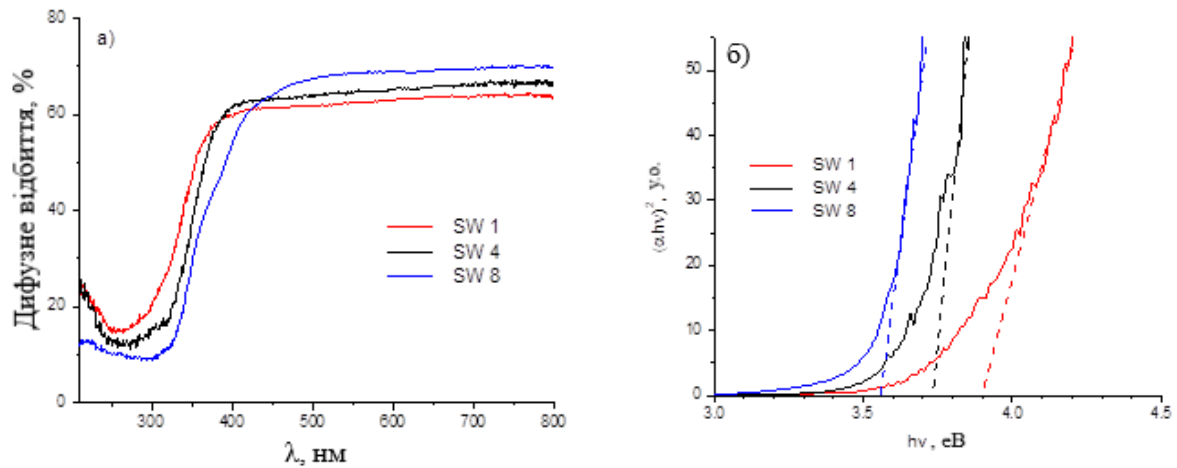 a)
Дифузне відбиття, %
80
60
40
20
0
SW 1
SW 4
SW 8
300 400 500 600 700 800
λ, нм
б)
(αhν)², у.о.
50
40
30
20
10
0
SW 1
SW 4
SW 8
3.0 3.5 4.0 4.5
hν, еВ